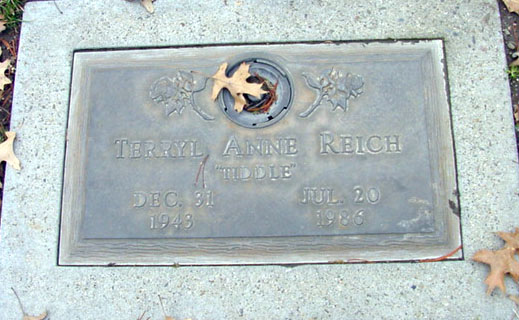 TERRYL ANNE REICH
"TIDDLE"
DEC. 31 JUL. 20
1943 1986